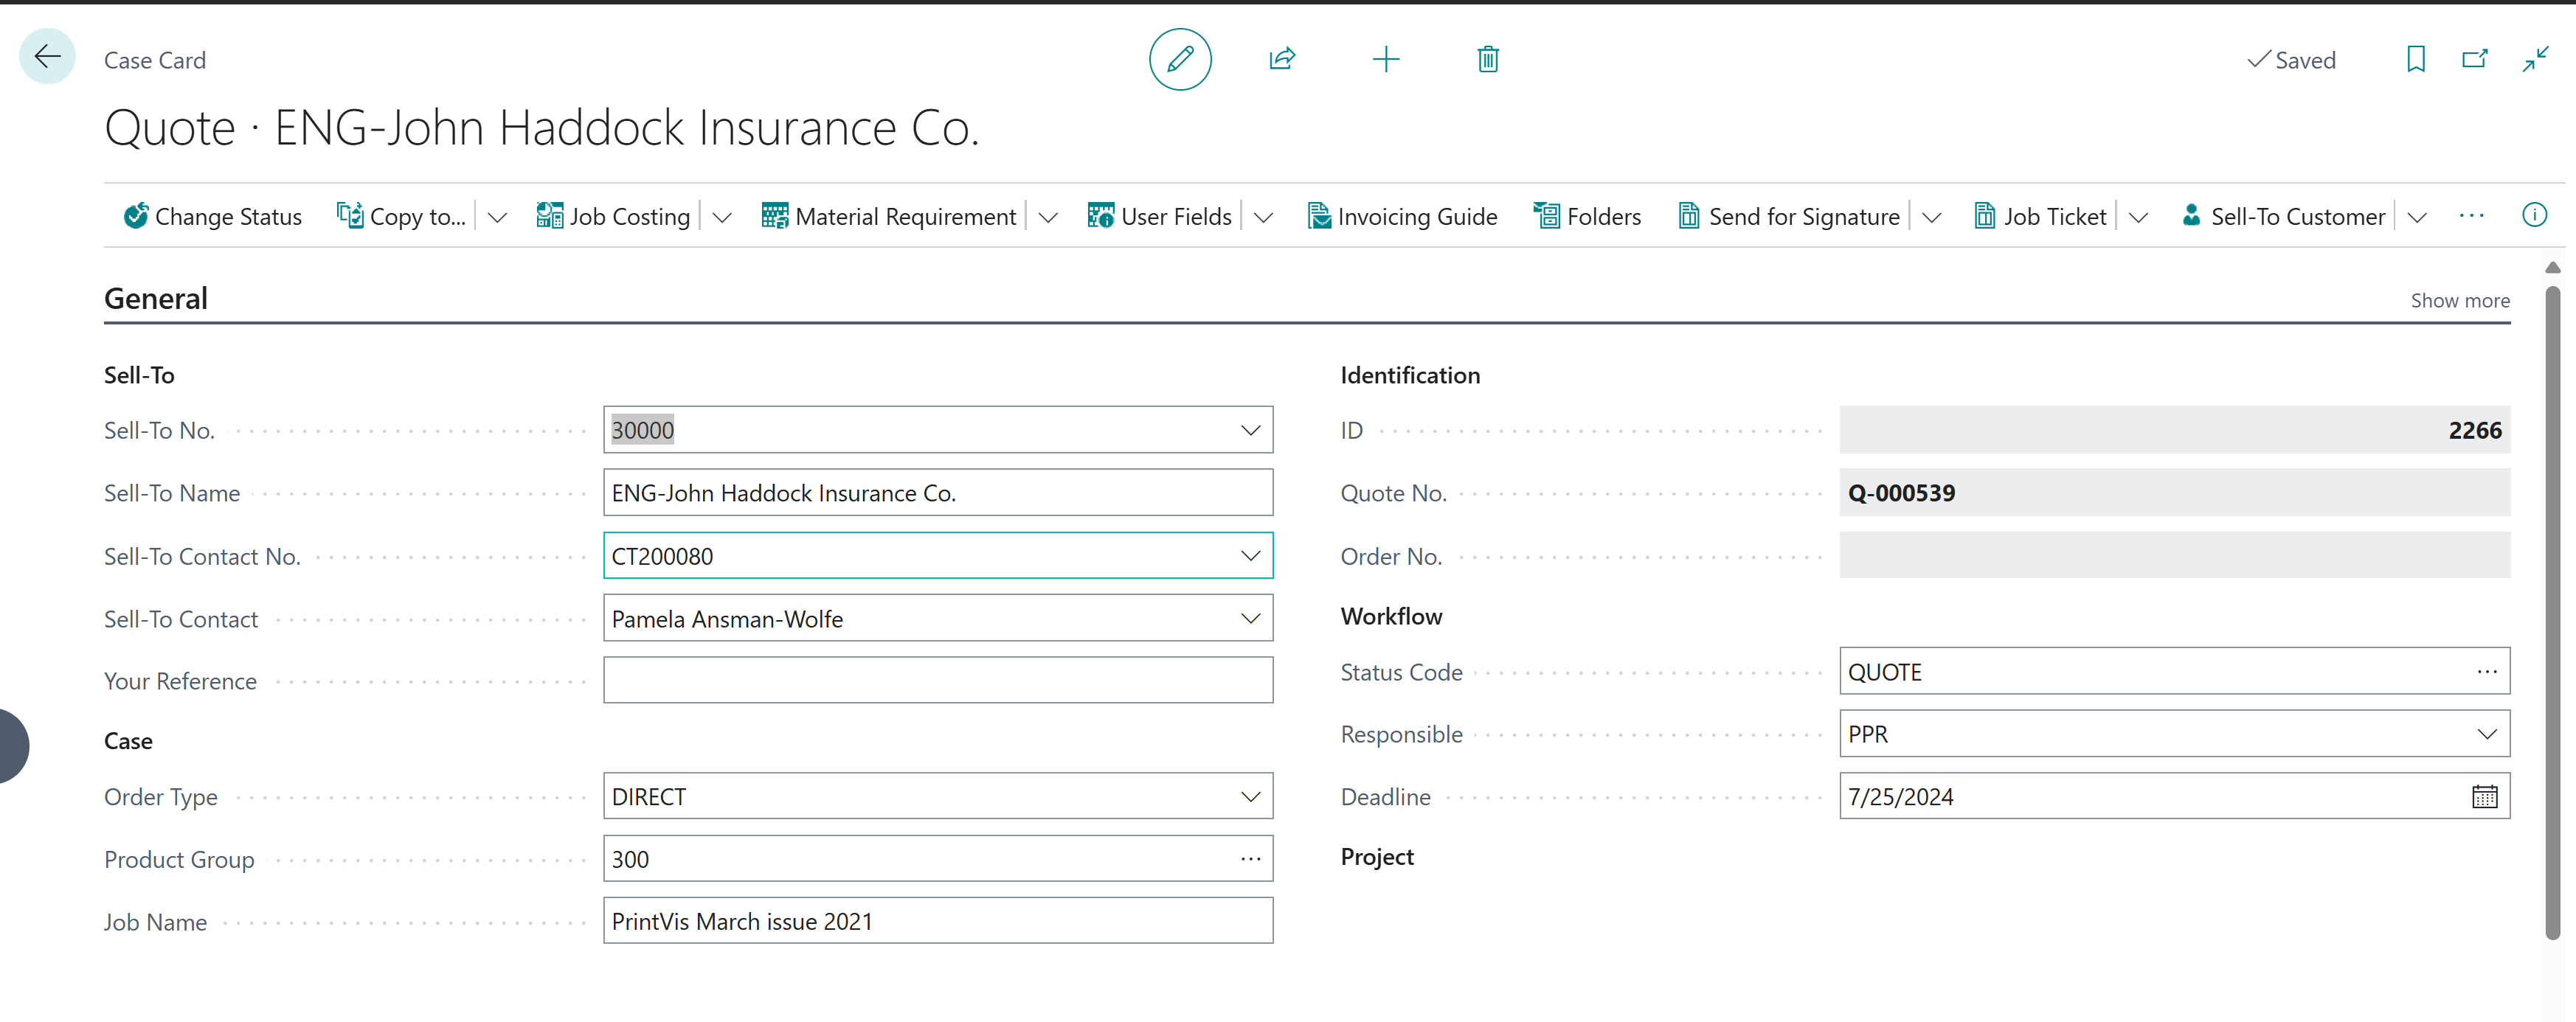 Case Card
Saved
Quote · ENG-John Haddock Insurance Co.
Change Status Copy to... Job Costing Material Requirement User Fields Invoicing Guide Folders Send for Signature Job Ticket Sell-To Customer
General
Show more
Sell-To
Sell-To No. 30000
Sell-To Name ENG-John Haddock Insurance Co.
Sell-To Contact No. CT200080
Sell-To Contact Pamela Ansman-Wolfe
Your Reference
Case
Order Type DIRECT
Product Group 300
Job Name PrintVis March issue 2021
Identification
ID 2266
Quote No. Q-000539
Order No.
Workflow
Status Code QUOTE
Responsible PPR
Deadline 7/25/2024
Project